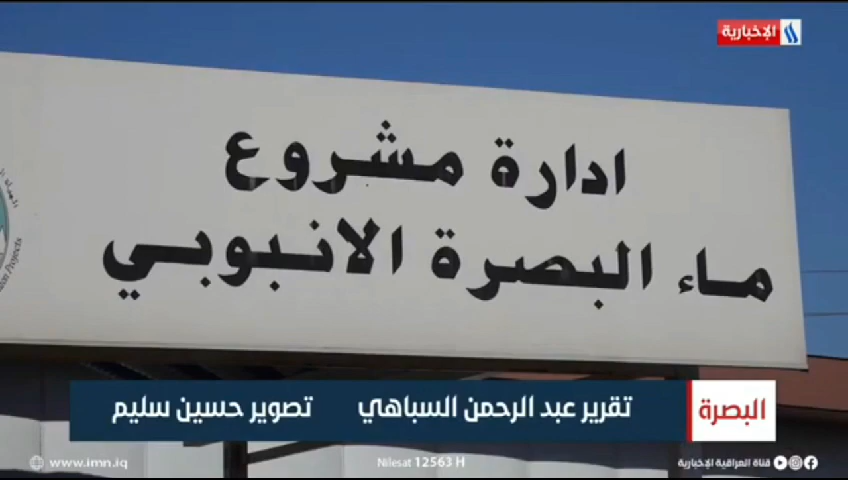 الإخبارية
ادارة مشروع
ماء البصرة الانبوبي
Projects
البصرة
تقرير عبد الرحمن السباهي تصوير حسين سليم
قناة العراقية الإخبارية
Nilesat 12563 H
www.imn.iq